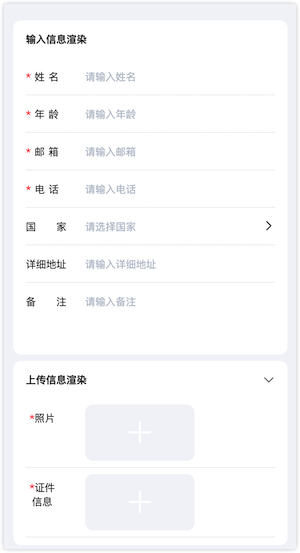 输入信息渲染
* 姓 名 请输入姓名
* 年 龄 请输入年龄
* 邮 箱 请输入邮箱
* 电 话 请输入电话
国 家 请选择国家
详细地址 请输入详细地址
备 注 请输入备注
上传信息渲染
*照片
*证件
信息